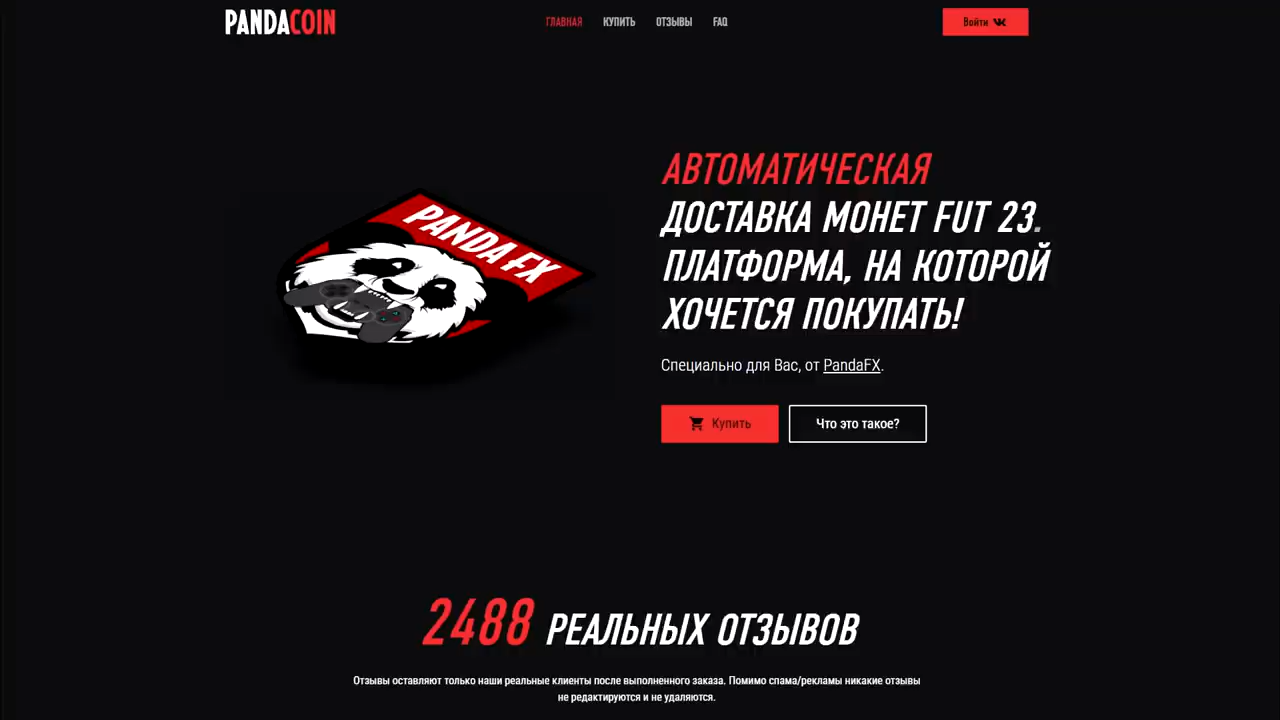 PANDACOIN
ГЛАВНАЯ
КУПИТЬ
ОТЗЫВЫ
FAQ
Войти
PANDA FX
АВТОМАТИЧЕСКАЯ
ДОСТАВКА МОНЕТ FUT 23.
ПЛАТФОРМА, НА КОТОРОЙ
ХОЧЕТСЯ ПОКУПАТЬ!
Специально для Вас, от PandaFX.
Купить
Что это такое?
2488 РЕАЛЬНЫХ ОТЗЫВОВ
Отзывы оставляют только наши реальные клиенты после выполненного заказа. Помимо спама/рекламы никакие отзывы
не редактируются и не удаляются.